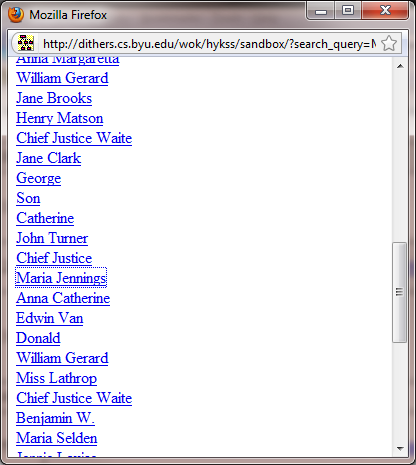 Mozilla Firefox
http://dithers.cs.byu.edu/wok/hykss/sandbox/?search_query=
Anna Margaretta
William Gerard
Jane Brooks
Henry Matson
Chief Justice Waite
Jane Clark
George
Son
Catherine
John Turner
Chief Justice
Maria Jennings
Anna Catherine
Edwin Van
Donald
William Gerard
Miss Lathrop
Chief Justice Waite
Benjamin W.
Maria Selden
Jennie Louise